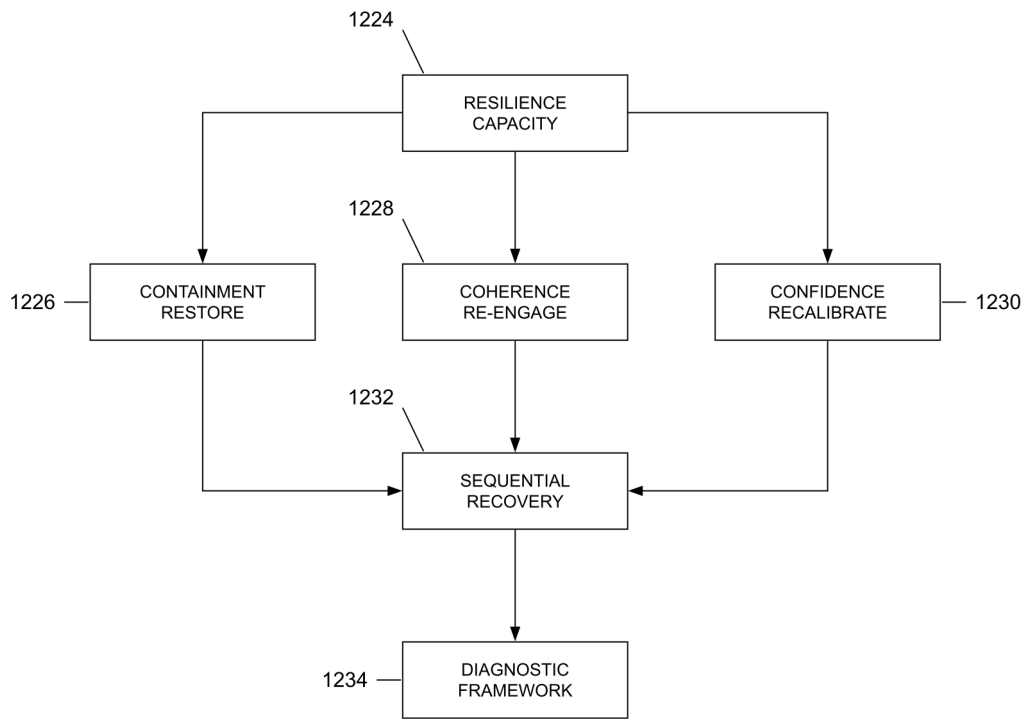 1224
RESILIENCE
CAPACITY
1228
1226
CONTAINMENT
RESTORE
COHERENCE
RE-ENGAGE
CONFIDENCE
RECALIBRATE
1230
1232
SEQUENTIAL
RECOVERY
1234
DIAGNOSTIC
FRAMEWORK